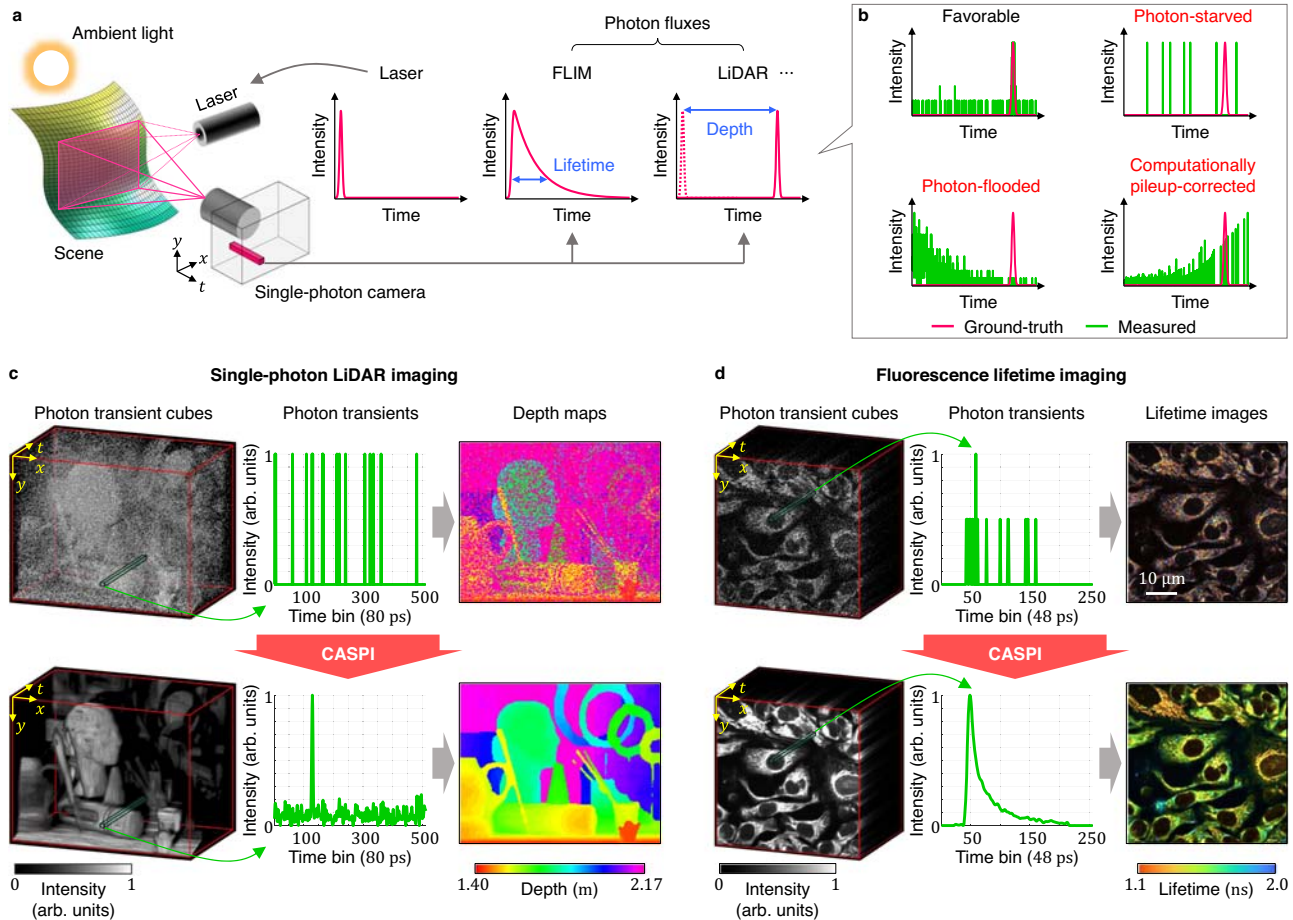 a
Ambient light
Laser
Scene
y
x
t
Single-photon camera
Photon fluxes
Laser
FLIM
LiDAR ...
Intensity
Time
Intensity
Lifetime
Time
Intensity
Depth
Time
b
Favorable
Intensity
Time
Photon-starved
Intensity
Time
Photon-flooded
Intensity
Time
Computationally
pileup-corrected
Intensity
Time
Ground-truth
Measured
c
Single-photon LiDAR imaging
Photon transient cubes
Photon transients
Depth maps
t
x
y
Intensity (arb. units)
1
0
100 300 500
Time bin (80 ps)
CASPI
t
x
y
Intensity (arb. units)
1
0
100 300 500
Time bin (80 ps)
0 1
Intensity
(arb. units)
1.40 Depth (m) 2.17
d
Fluorescence lifetime imaging
Photon transient cubes
Photon transients
Lifetime images
t
x
y
Intensity (arb. units)
1
0
50 150 250
Time bin (48 ps)
10 μm
CASPI
t
x
y
Intensity (arb. units)
1
0
50 150 250
Time bin (48 ps)
0 1
Intensity
(arb. units)
1.1 Lifetime (ns) 2.0